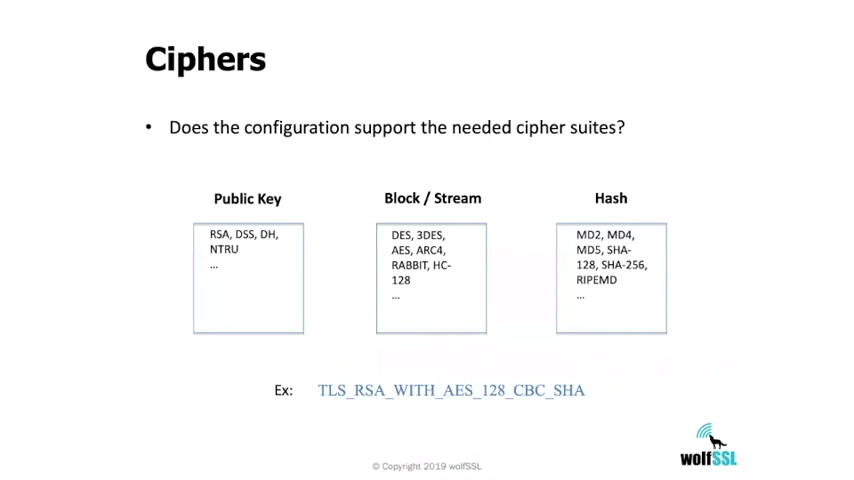 Ciphers
• Does the configuration support the needed cipher suites?
Public Key
RSA, DSS, DH,
NTRU
...
Block / Stream
DES, 3DES,
AES, ARC4,
RABBIT, HC-
128
...
Hash
MD2, MD4,
MD5, SHA-
128, SHA-256,
RIPEMD
...
Ex: TLS_RSA_WITH_AES_128_CBC_SHA
wolfSSL
© Copyright 2019 wolfSSL